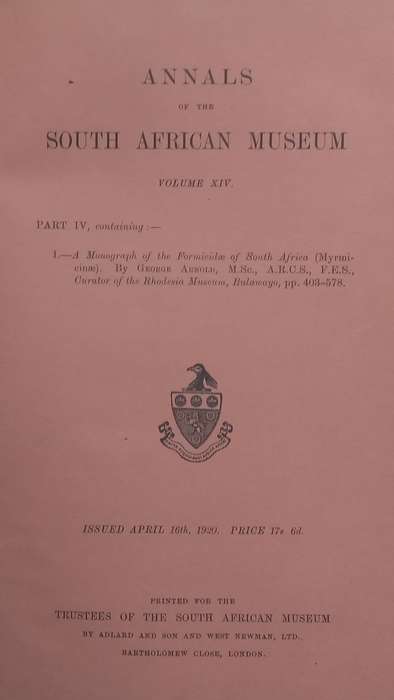 ANNALS
OF THE
SOUTH AFRICAN MUSEUM
VOLUME XIV.
PART IV, containing :—
1.—A Monograph of the Formicidæ of South Africa (Myrmi-
cinæ). By George Arnold, M.Sc., A.R.C.S., F.E.S.,
Curator of the Rhodesia Museum, Bulawayo, pp. 403–578.
ISSUED APRIL 16th, 1920. PRICE 17s 6d.
PRINTED FOR THE
TRUSTEES OF THE SOUTH AFRICAN MUSEUM
BY ADLARD AND SON AND WEST NEWMAN, LTD.,
BARTHOLOMEW CLOSE, LONDON.